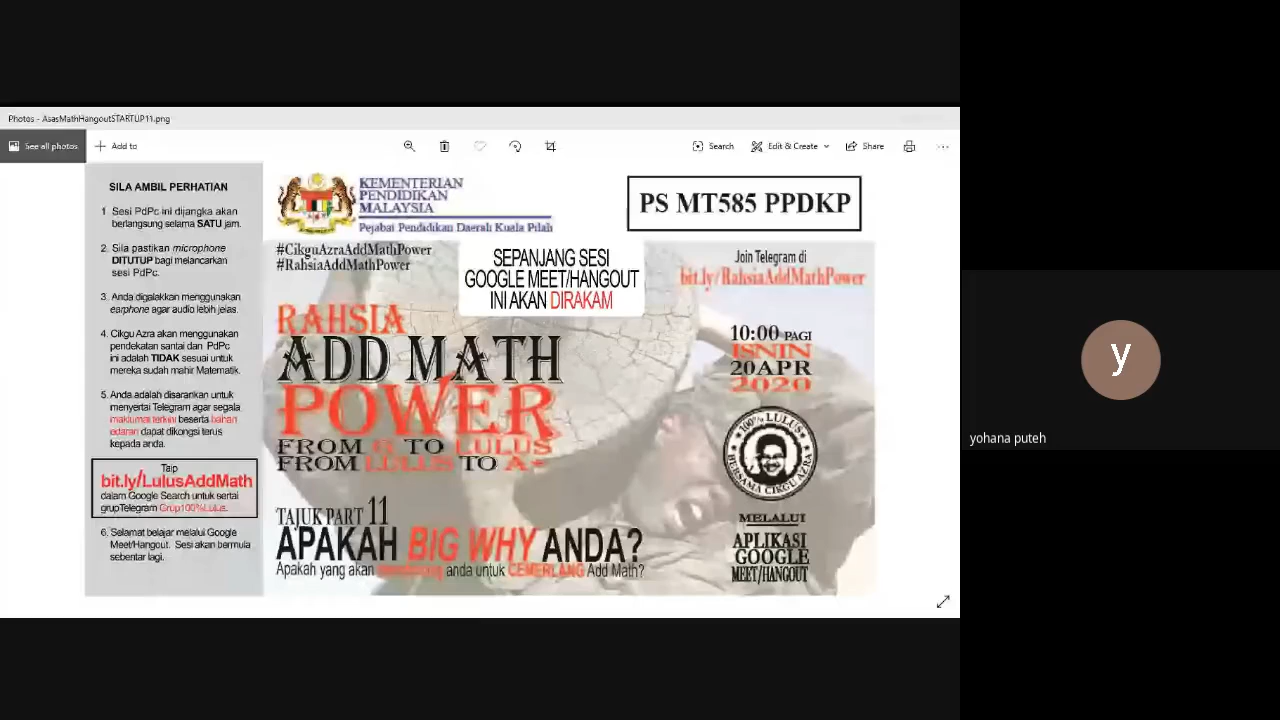 Photos - AsasMathHangoutSTARTUP11.png
See all photos
Add to
Search
Edit & Create
Share
SILA AMBIL PERHATIAN
1. Sesi PdPc ini dijangka akan
berlangsung selama SATU jam.
2. Sila pastikan microphone
DITUTUP bagi melancarkan
sesi PdPc.
3. Anda digalakkan menggunakan
earphone agar audio lebih jelas.
4. Cikgu Azra akan menggunakan
pendekatan santai dan PdPc
ini adalah TIDAK sesuai untuk
mereka sudah mahir Matematik.
5. Anda adalah disarankan untuk
menyertai Telegram agar segala
maklumat terkini beserta bahan
edaran dapat dikongsi terus
kepada anda.
Taip
bit.ly/LulusAddMath
dalam Google Search untuk sertai
grupTelegram Grup100%Lulus.
6. Selamat belajar melalui Google
Meet/Hangout. Sesi akan bermula
sebentar lagi.
KEMENTERIAN
PENDIDIKAN
MALAYSIA
Pejabat Pendidikan Daerah Kuala Pilah
PS MT585 PPDKP
#CikguAzraAddMathPower
#RahsiaAddMathPower
SEPANJANG SESI
GOOGLE MEET/HANGOUT
INI AKAN DIRAKAM
Join Telegram di
bit.ly/RahsiaAddMathPower
RAHSIA
ADD MATH
POWER
FROM G TO LULUS
FROM LULUS TO A+
10:00 PAGI
ISNIN
20APR
2020
100% LULUS
BERSAMA CIKGU AZRA
TAJUK PART 11
APAKAH BIG WHY ANDA?
Apakah yang akan anda untuk CEMERLANG Add Math?
MELALUI
APLIKASI
GOOGLE
MEET/HANGOUT
y
yohana puteh